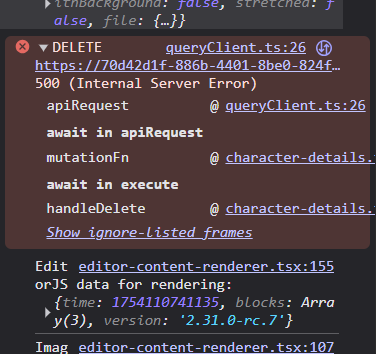 ithBackground: false, stretched: f
alse, file: {…}}
DELETE queryClient.ts:26
https://70d42d1f-886b-4401-8be0-824f…
500 (Internal Server Error)
apiRequest @ queryClient.ts:26
await in apiRequest
mutationFn @ character-details.
await in execute
handleDelete @ character-details.
Show ignore-listed frames
Edit editor-content-renderer.tsx:155
orJS data for rendering:
{time: 1754110741135, blocks: Arra
y(3), version: '2.31.0-rc.7'}
Imag editor-content-renderer.tsx:107